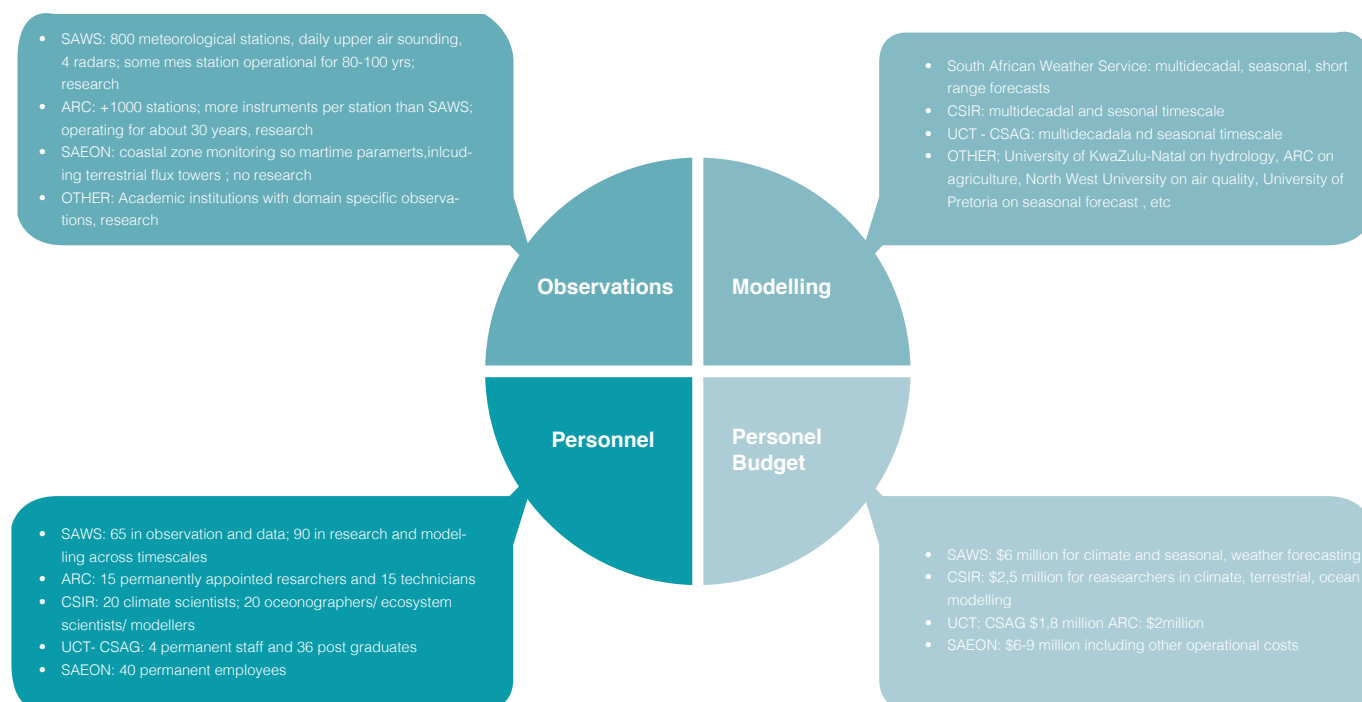 • SAWS: 800 meteorological stations, daily upper air sounding,
4 radars; some mes station operational for 80-100 yrs;
research
• ARC: +1000 stations; more instruments per station than SAWS;
operating for about 30 years, research
• SAEON: coastal zone monitoring so martime paramerts,inlcud-
ing terrestrial flux towers ; no research
• OTHER: Academic institutions with domain specific observa-
tions, research
• South African Weather Service: multidecadal, seasonal, short
range forecasts
• CSIR: multidecadal and sesonal timescale
• UCT - CSAG: multidecadala nd seasonal timescale
• OTHER; University of KwaZulu-Natal on hydrology, ARC on
agriculture, North West University on air quality, University of
Pretoria on seasonal forecast , etc
Observations
Modelling
Personnel
Personel
Budget
• SAWS: 65 in observation and data; 90 in research and model-
ling across timescales
• ARC: 15 permanently appointed resarchers and 15 technicians
• CSIR: 20 climate scientists; 20 oceonographers/ ecosystem
scientists/ modellers
• UCT- CSAG: 4 permanent staff and 36 post graduates
• SAEON: 40 permanent employees
• SAWS: $6 million for climate and seasonal, weather forecasting
• CSIR: $2,5 million for reasearchers in climate, terrestrial, ocean
modelling
• UCT: CSAG $1,8 million ARC: $2million
• SAEON: $6-9 million including other operational costs